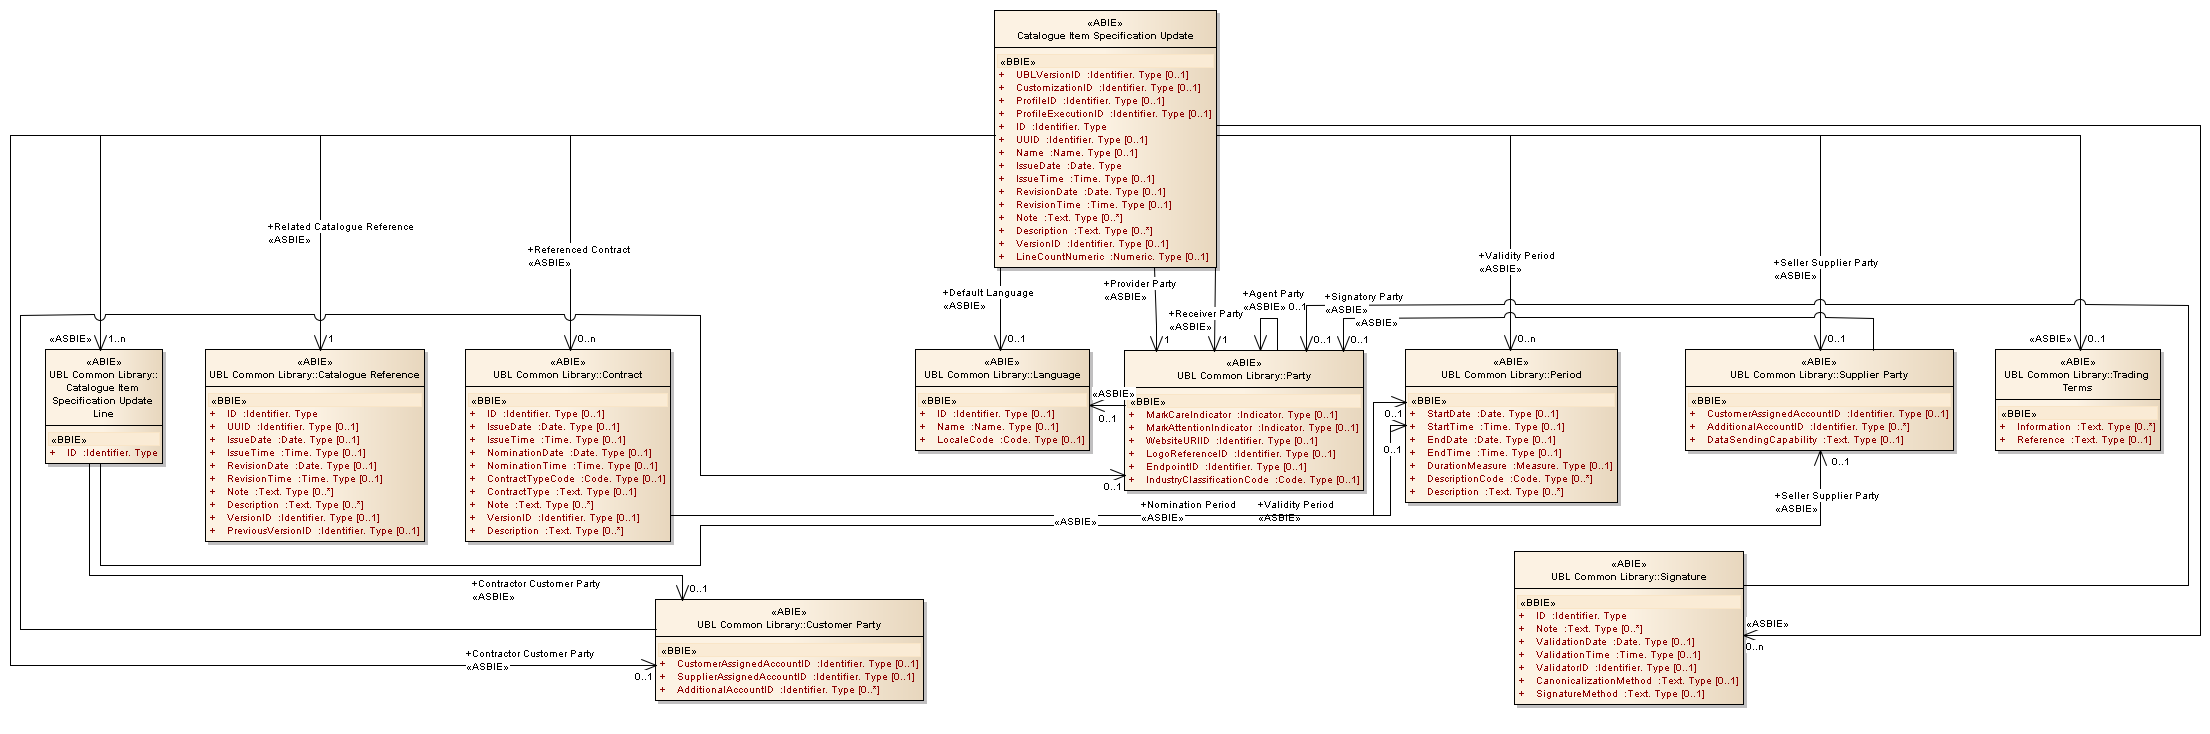 «ABIE»
Catalogue Item Specification Update
«BBIE»
+ UBLVersionID :Identifier. Type [0..1]
+ CustomizationID :Identifier. Type [0..1]
+ ProfileID :Identifier. Type [0..1]
+ ProfileExecutionID :Identifier. Type [0..1]
+ ID :Identifier. Type
+ UUID :Identifier. Type [0..1]
+ Name :Name. Type [0..1]
+ IssueDate :Date. Type
+ IssueTime :Time. Type [0..1]
+ RevisionDate :Date. Type [0..1]
+ RevisionTime :Time. Type [0..1]
+ Note :Text. Type [0..*]
+ Description :Text. Type [0..*]
+ VersionID :Identifier. Type [0..1]
+ LineCountNumeric :Numeric. Type [0..1]
+Related Catalogue Reference
«ASBIE»
+Referenced Contract
«ASBIE»
+Default Language
«ASBIE»
+Provider Party
«ASBIE»
+Receiver Party
«ASBIE»
+Agent Party
«ASBIE» 0..1
+Signatory Party
«ASBIE»
«ASBIE»
+Validity Period
«ASBIE»
+Seller Supplier Party
«ASBIE»
«ASBIE» 1..n
1
0..n
0..1
1
1
0..1
0..1
0..n
0..1
«ASBIE» 0..1
«ABIE»
UBL Common Library::
Catalogue Item
Specification Update
Line
«BBIE»
+ ID :Identifier. Type
«ABIE»
UBL Common Library::Catalogue Reference
«BBIE»
+ ID :Identifier. Type
+ UUID :Identifier. Type [0..1]
+ IssueDate :Date. Type [0..1]
+ IssueTime :Time. Type [0..1]
+ RevisionDate :Date. Type [0..1]
+ RevisionTime :Time. Type [0..1]
+ Note :Text. Type [0..*]
+ Description :Text. Type [0..*]
+ VersionID :Identifier. Type [0..1]
+ PreviousVersionID :Identifier. Type [0..1]
«ABIE»
UBL Common Library::Contract
«BBIE»
+ ID :Identifier. Type [0..1]
+ IssueDate :Date. Type [0..1]
+ IssueTime :Time. Type [0..1]
+ NominationDate :Date. Type [0..1]
+ NominationTime :Time. Type [0..1]
+ ContractTypeCode :Code. Type [0..1]
+ ContractType :Text. Type [0..1]
+ Note :Text. Type [0..*]
+ VersionID :Identifier. Type [0..1]
+ Description :Text. Type [0..*]
«ABIE»
UBL Common Library::Language
«BBIE»
+ ID :Identifier. Type [0..1]
+ Name :Name. Type [0..1]
+ LocaleCode :Code. Type [0..1]
«ASBIE»
0..1
«ABIE»
UBL Common Library::Party
«BBIE»
+ MarkCareIndicator :Indicator. Type [0..1]
+ MarkAttentionIndicator :Indicator. Type [0..1]
+ WebsiteURIID :Identifier. Type [0..1]
+ LogoReferenceID :Identifier. Type [0..1]
+ EndpointID :Identifier. Type [0..1]
+ IndustryClassificationCode :Code. Type [0..1]
0..1
0..1
0..1
«ABIE»
UBL Common Library::Period
«BBIE»
+ StartDate :Date. Type [0..1]
+ StartTime :Time. Type [0..1]
+ EndDate :Date. Type [0..1]
+ EndTime :Time. Type [0..1]
+ DurationMeasure :Measure. Type [0..1]
+ DescriptionCode :Code. Type [0..*]
+ Description :Text. Type [0..*]
«ABIE»
UBL Common Library::Supplier Party
«BBIE»
+ CustomerAssignedAccountID :Identifier. Type [0..1]
+ AdditionalAccountID :Identifier. Type [0..*]
+ DataSendingCapability :Text. Type [0..1]
0..1
«ABIE»
UBL Common Library::Trading
Terms
«BBIE»
+ Information :Text. Type [0..*]
+ Reference :Text. Type [0..1]
+Nomination Period
«ASBIE»
+Validity Period
«ASBIE»
«ASBIE»
+Seller Supplier Party
«ASBIE»
+Contractor Customer Party
«ASBIE»
0..1
«ABIE»
UBL Common Library::Customer Party
«BBIE»
+ CustomerAssignedAccountID :Identifier. Type [0..1]
+ SupplierAssignedAccountID :Identifier. Type [0..1]
+ AdditionalAccountID :Identifier. Type [0..*]
+Contractor Customer Party
«ASBIE»
0..1
«ABIE»
UBL Common Library::Signature
«BBIE»
+ ID :Identifier. Type
+ Note :Text. Type [0..*]
+ ValidationDate :Date. Type [0..1]
+ ValidationTime :Time. Type [0..1]
+ ValidatorID :Identifier. Type [0..1]
+ CanonicalizationMethod :Text. Type [0..1]
+ SignatureMethod :Text. Type [0..1]
«ASBIE»
0..n